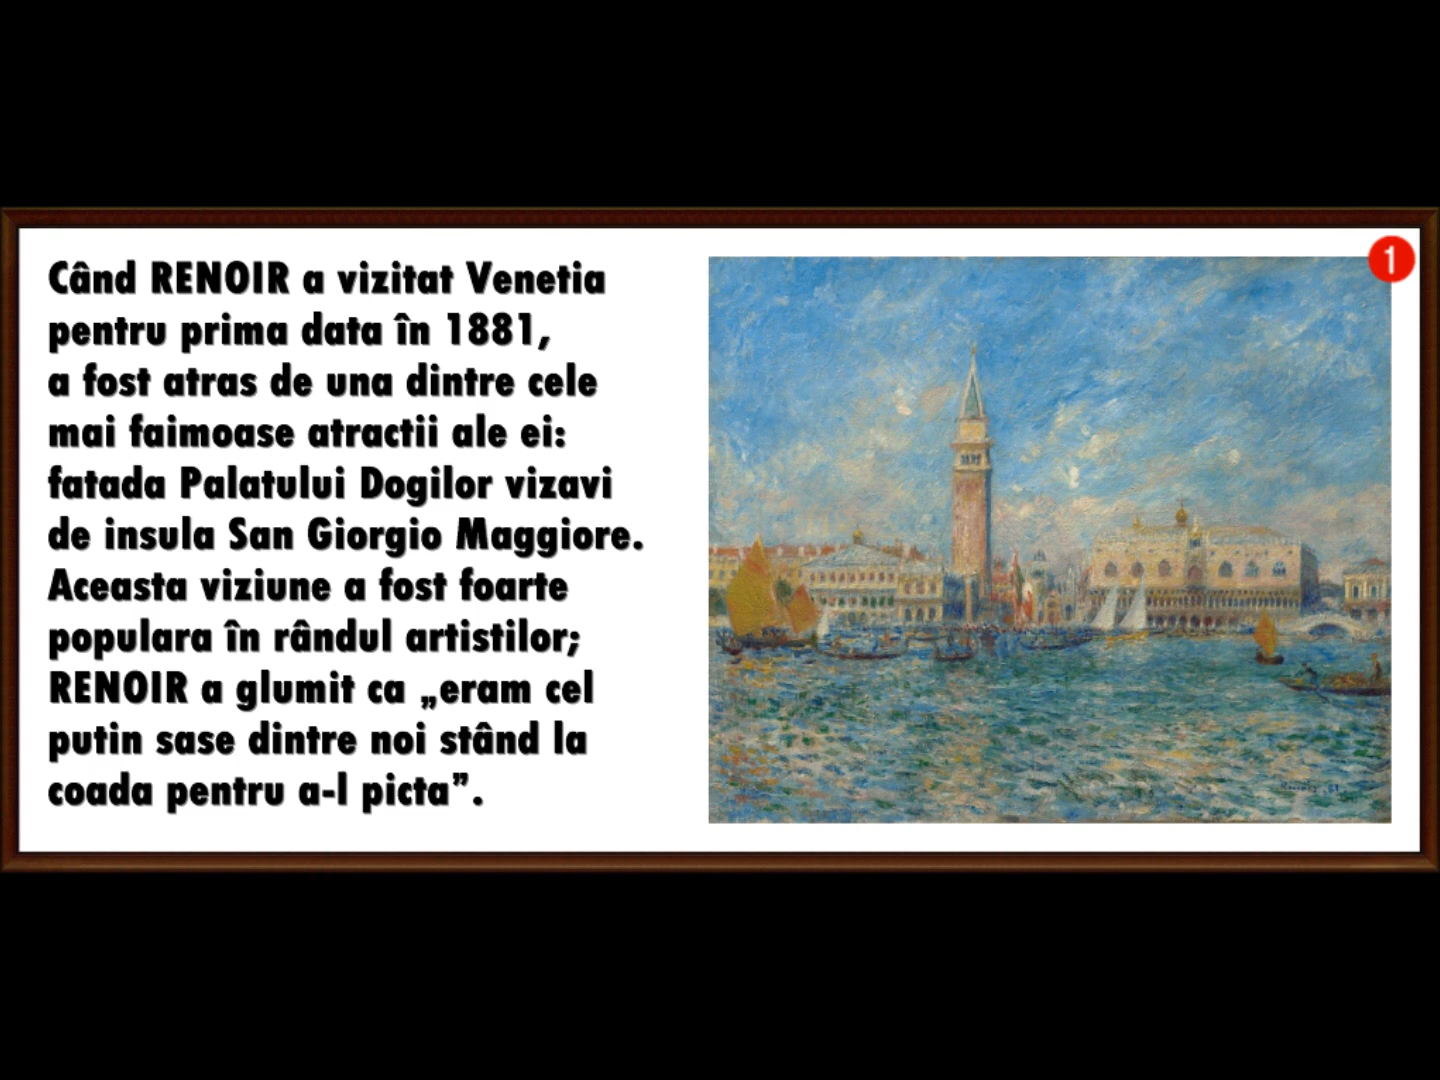 Când RENOIR a vizitat Venetia
pentru prima data în 1881,
a fost atras de una dintre cele
mai faimoase atractii ale ei:
fatada Palatului Dogilor vizavi
de insula San Giorgio Maggiore.
Aceasta viziune a fost foarte
populara în rândul artistilor;
RENOIR a glumit ca „eram cel
putin sase dintre noi stând la
coada pentru a-l picta”.
1
Renoir 81